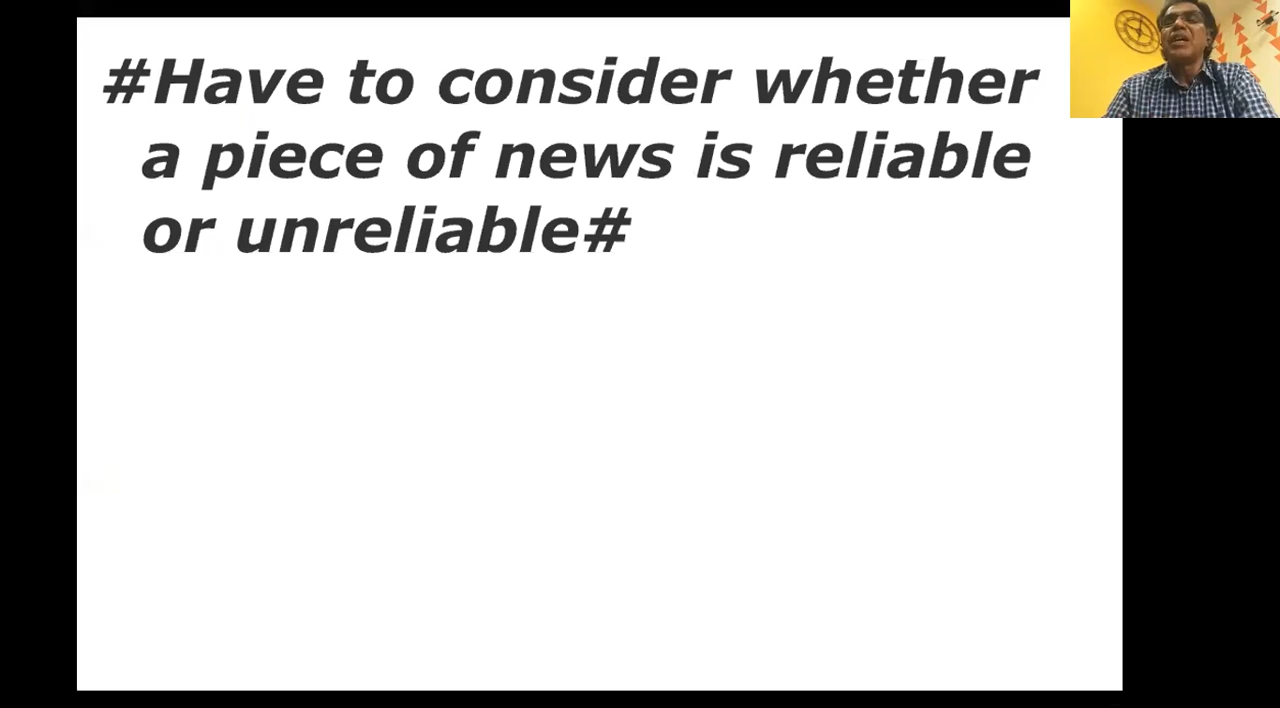 #Have to consider whether
a piece of news is reliable
or unreliable#